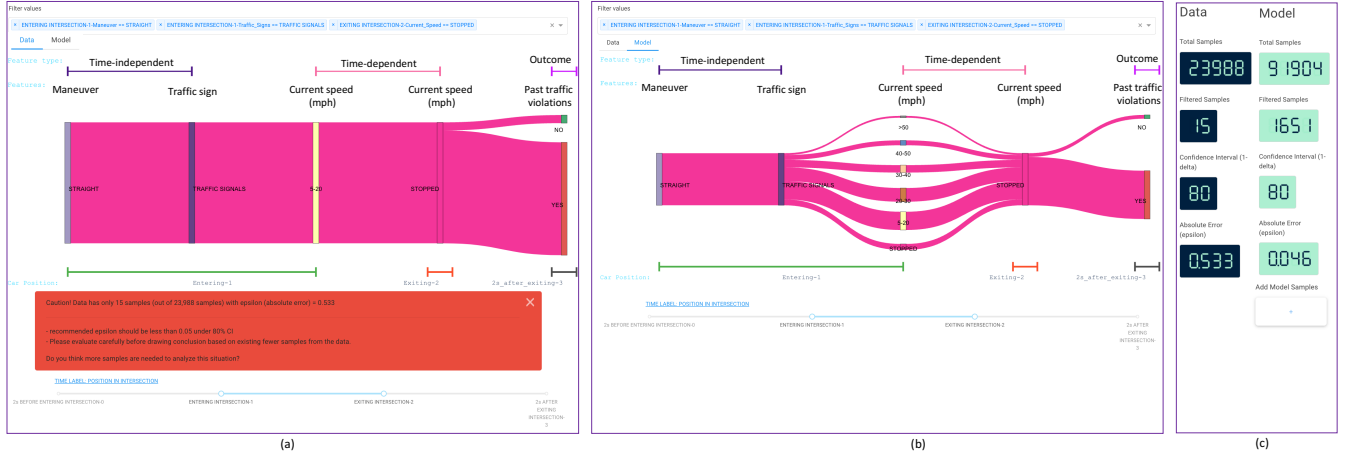 Filter values
× ENTERING INTERSECTION-1-Maneuver == STRAIGHT × ENTERING INTERSECTION-1-Traffic_Signs == TRAFFIC SIGNALS × EXITING INTERSECTION-2-Current_Speed == STOPPED ×
Data Model
Feature type:
Time-independent Time-dependent Outcome
Features:
Maneuver Traffic sign Current speed (mph) Current speed (mph) Past traffic violations
NO
STRAIGHT TRAFFIC SIGNALS 5-20 STOPPED YES
Car Position: Entering-1 Exiting-2 2s_after_exiting-3
Caution! Data has only 15 samples (out of 23,988 samples) with epsilon (absolute error) = 0.533 ×
- recommended epsilon should be less than 0.05 under 80% CI
- Please evaluate carefully before drawing conclusion based on existing fewer samples from the data.
Do you think more samples are needed to analyze this situation?
TIME LABEL: POSITION IN INTERSECTION
2s BEFORE ENTERING INTERSECTION-0 ENTERING INTERSECTION-1 EXITING INTERSECTION-2 2s AFTER EXITING INTERSECTION-3
(a)
Filter values
× ENTERING INTERSECTION-1-Maneuver == STRAIGHT × ENTERING INTERSECTION-1-Traffic_Signs == TRAFFIC SIGNALS × EXITING INTERSECTION-2-Current_Speed == STOPPED ×
Data Model
Feature type:
Time-independent Time-dependent Outcome
Features:
Maneuver Traffic sign Current speed (mph) Current speed (mph) Past traffic violations
>50
NO
40-50
30-40
STRAIGHT TRAFFIC SIGNALS STOPPED
20-30
YES
5-20
STOPPED
Car Position: Entering-1 Exiting-2 2s_after_exiting-3
TIME LABEL: POSITION IN INTERSECTION
2s BEFORE ENTERING INTERSECTION-0 ENTERING INTERSECTION-1 EXITING INTERSECTION-2 2s AFTER EXITING INTERSECTION-3
(b)
Data Model
Total Samples Total Samples
23988 91904
Filtered Samples Filtered Samples
15 1651
Confidence Interval (1-delta) Confidence Interval (1-delta)
80 80
Absolute Error (epsilon) Absolute Error (epsilon)
0.533 0.046
Add Model Samples
+
(c)